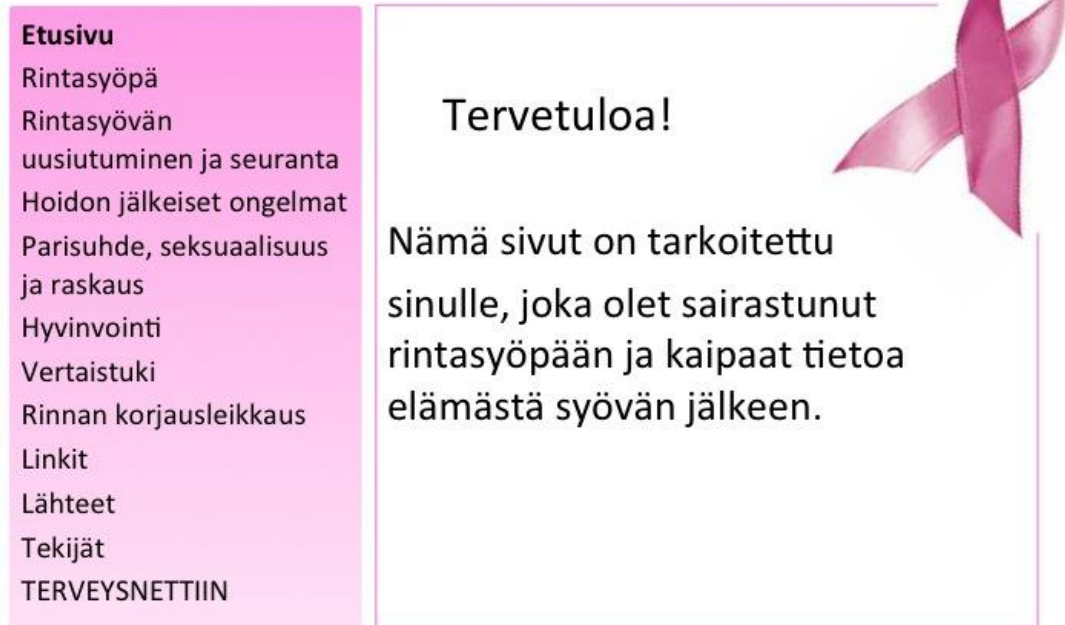 Etusivu
Rintasyöpä
Rintasyövän
uusiutuminen ja seuranta
Hoidon jälkeiset ongelmat
Parisuhde, seksuaalisuus
ja raskaus
Hyvinvointi
Vertaistuki
Rinnan korjausleikkaus
Linkit
Lähteet
Tekijät
TERVEYSNETTIIN
Tervetuloa!
Nämä sivut on tarkoitettu
sinulle, joka olet sairastunut
rintasyöpään ja kaipaat tietoa
elämästä syövän jälkeen.